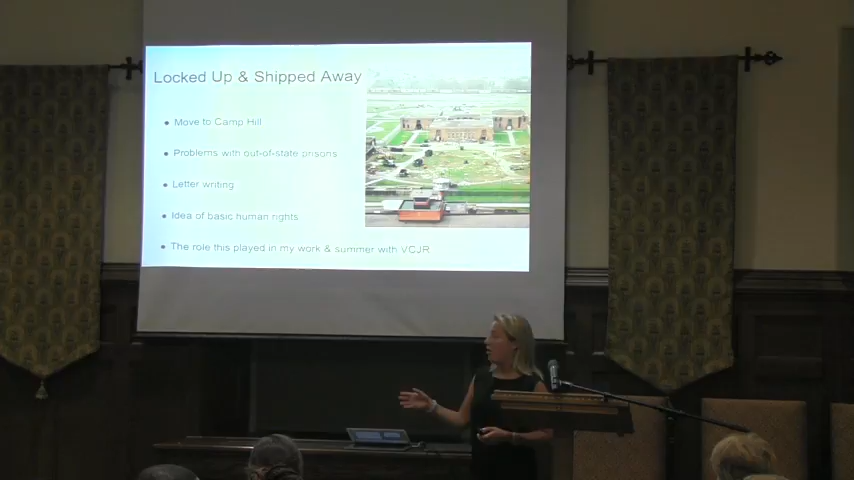 Locked Up & Shipped Away
• Move to Camp Hill
• Problems with out-of-state prisons
• Letter writing
• Idea of basic human rights
• The role this played in my work & summer with VCJR